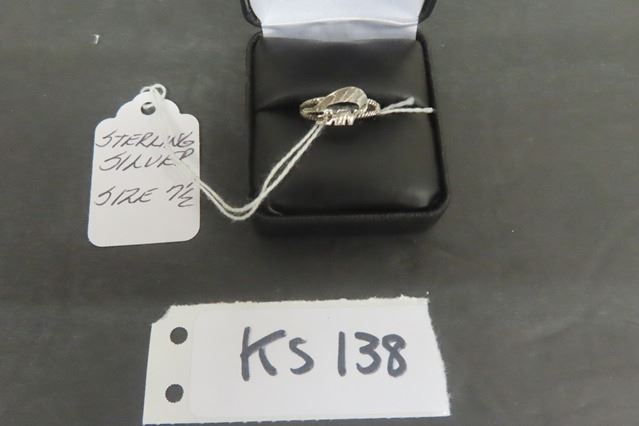 STERLING
SILVER
SIZE 7½
KS 138